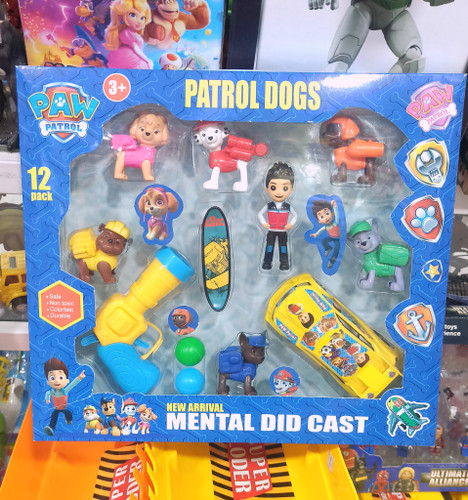 3+
PATROL DOGS
PAW
PATROL
PAW
PATROL
12
pack
• Safe
• Non toxic
• Colorfast
• Durable
NEW ARRIVAL
MENTAL DID CAST
toys
SUPER
ULTIMATE
ALLIANCE